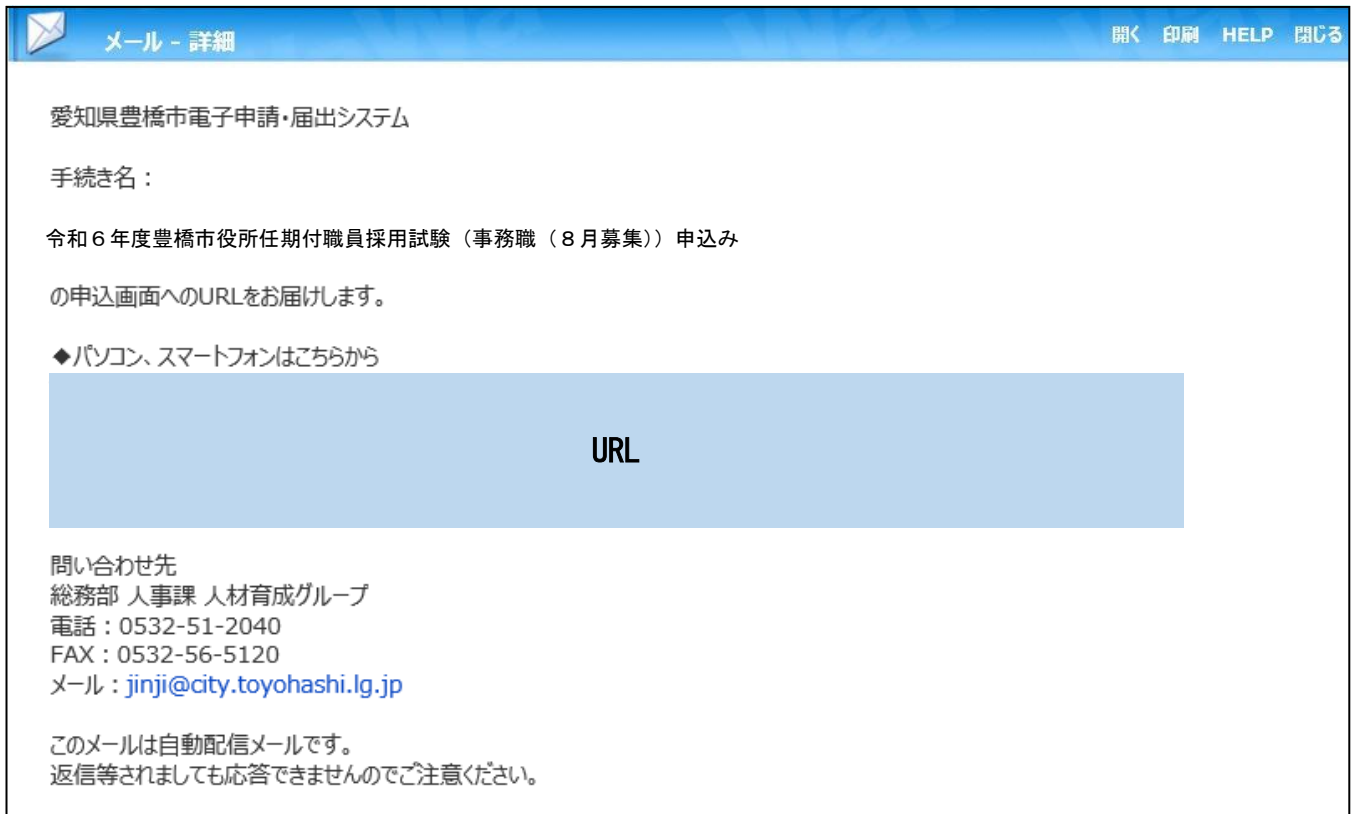 メール - 詳細 開く 印刷 HELP 閉じる
愛知県豊橋市電子申請・届出システム
手続き名：
令和６年度豊橋市役所任期付職員採用試験（事務職（８月募集））申込み
の申込画面へのURLをお届けします。
◆パソコン、スマートフォンはこちらから
URL
問い合わせ先
総務部 人事課 人材育成グループ
電話：0532-51-2040
FAX：0532-56-5120
メール：jinji@city.toyohashi.lg.jp
このメールは自動配信メールです。
返信等されましても応答できませんのでご注意ください。